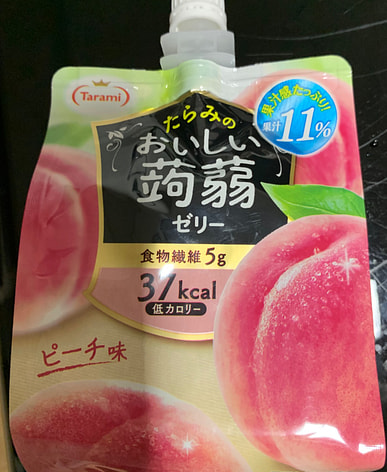 Tarami
果汁感たっぷり!!
果汁11%
たらみの
おいしい
蒟蒻
ゼリー
食物繊維5g
37kcal
低カロリー
ピーチ味